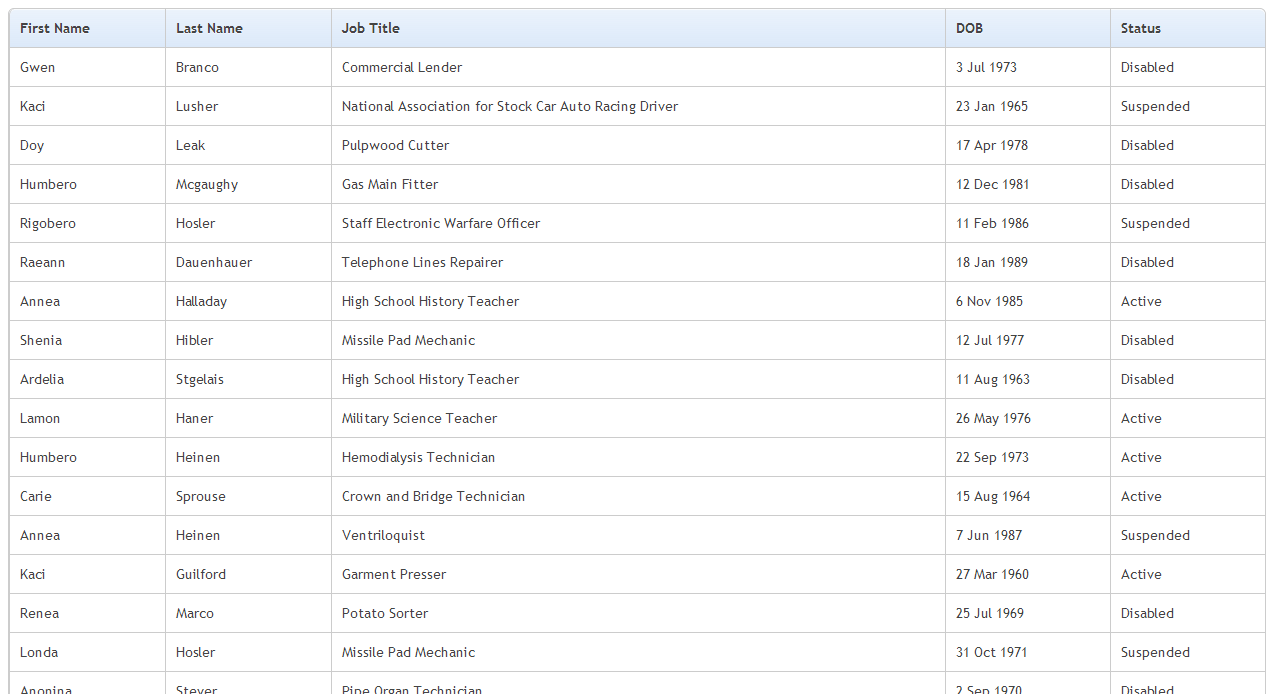 First Name Last Name Job Title DOB Status
Gwen Branco Commercial Lender 3 Jul 1973 Disabled
Kaci Lusher National Association for Stock Car Auto Racing Driver 23 Jan 1965 Suspended
Doy Leak Pulpwood Cutter 17 Apr 1978 Disabled
Humbero Mcgaughy Gas Main Fitter 12 Dec 1981 Disabled
Rigobero Hosler Staff Electronic Warfare Officer 11 Feb 1986 Suspended
Raeann Dauenhauer Telephone Lines Repairer 18 Jan 1989 Disabled
Annea Halladay High School History Teacher 6 Nov 1985 Active
Shenia Hibler Missile Pad Mechanic 12 Jul 1977 Disabled
Ardelia Stgelais High School History Teacher 11 Aug 1963 Disabled
Lamon Haner Military Science Teacher 26 May 1976 Active
Humbero Heinen Hemodialysis Technician 22 Sep 1973 Active
Carie Sprouse Crown and Bridge Technician 15 Aug 1964 Active
Annea Heinen Ventriloquist 7 Jun 1987 Suspended
Kaci Guilford Garment Presser 27 Mar 1960 Active
Renea Marco Potato Sorter 25 Jul 1969 Disabled
Londa Hosler Missile Pad Mechanic 31 Oct 1971 Suspended
Anonina Stever Pipe Organ Technician 2 Sep 1970 Disabled